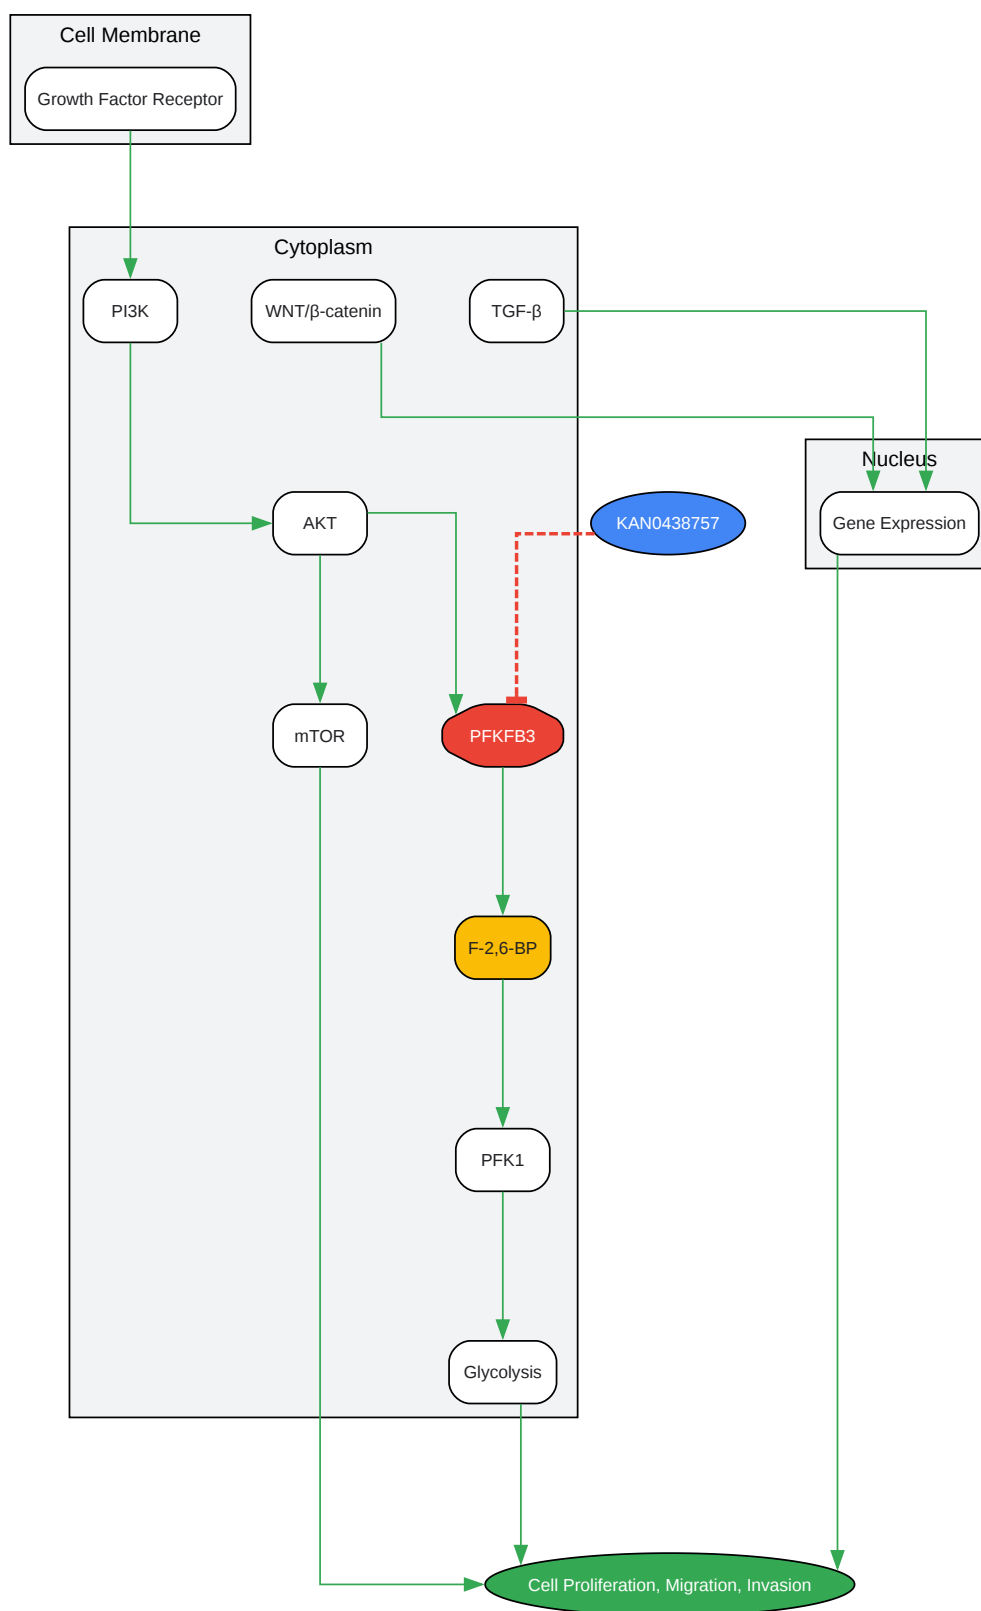 Cell Membrane
Growth Factor Receptor
Cytoplasm
PI3K
WNT/β-catenin
TGF-β
Nucleus
AKT
KAN0438757
Gene Expression
mTOR
PFKFB3
F-2,6-BP
PFK1
Glycolysis
Cell Proliferation, Migration, Invasion